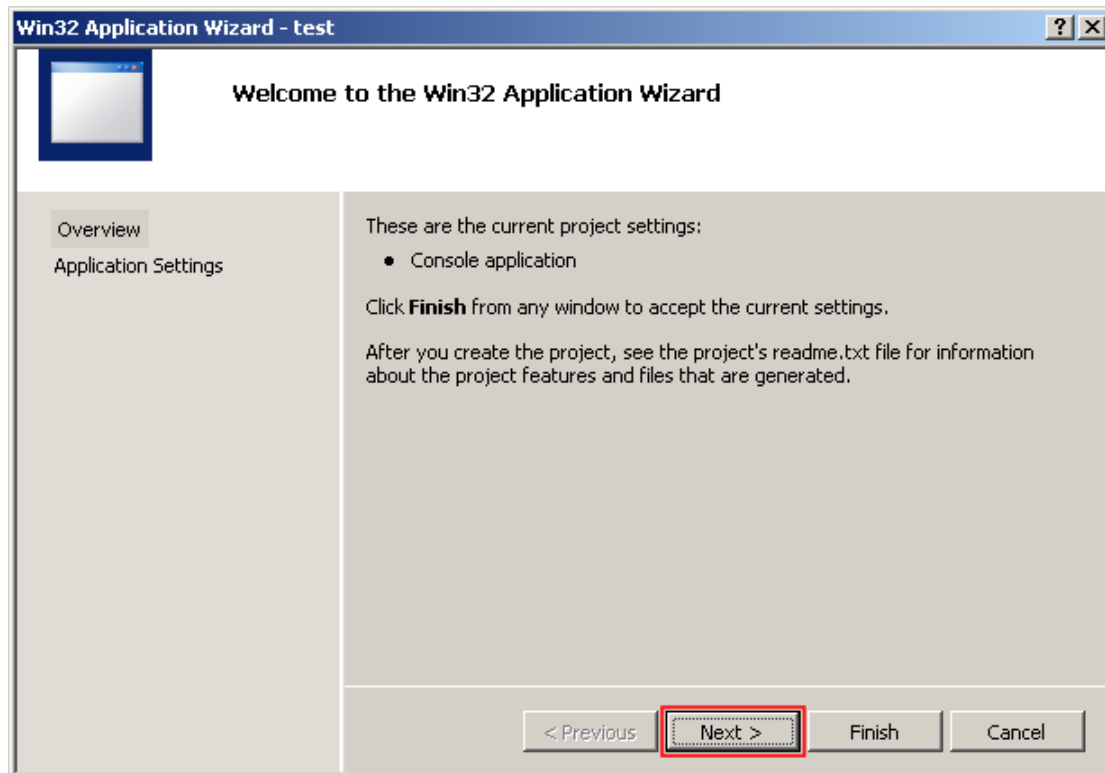 Win32 Application Wizard - test
Welcome to the Win32 Application Wizard
Overview
Application Settings
These are the current project settings:
• Console application
Click Finish from any window to accept the current settings.
After you create the project, see the project's readme.txt file for information
about the project features and files that are generated.
< Previous
Next >
Finish
Cancel